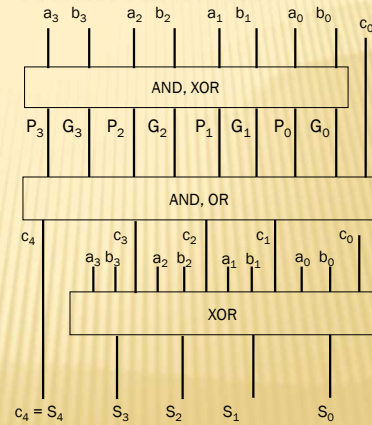 a₃ b₃ a₂ b₂ a₁ b₁ a₀ b₀ c₀
AND, XOR
P₃ G₃ P₂ G₂ P₁ G₁ P₀ G₀
AND, OR
c₄ c₃ c₂ c₁ c₀
a₃ b₃ a₂ b₂ a₁ b₁ a₀ b₀
XOR
c₄ = S₄ S₃ S₂ S₁ S₀